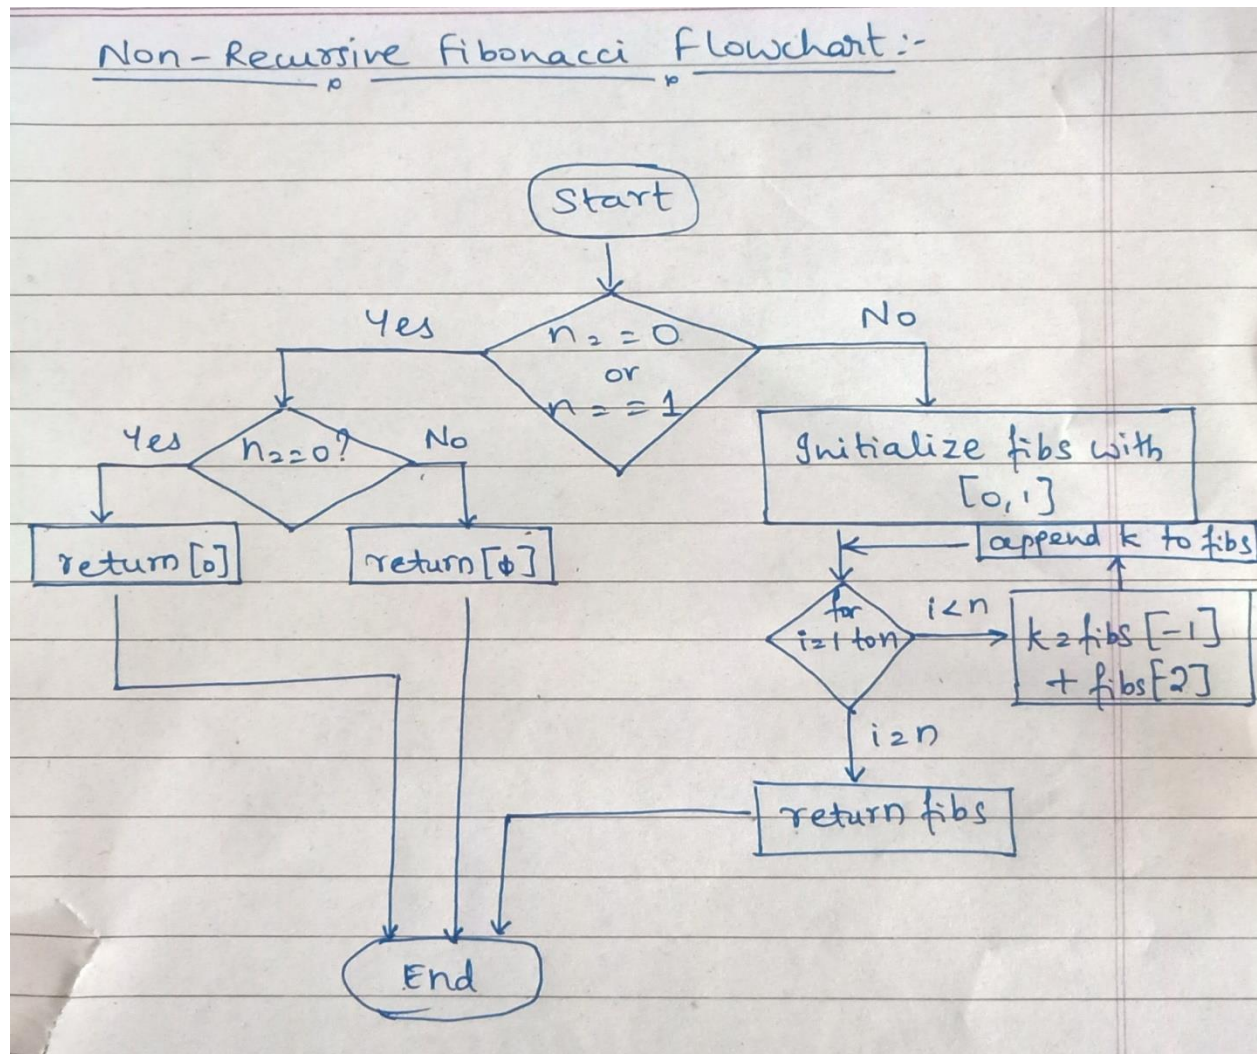 Non-Recursive Fibonacci Flowchart:-
Start
Yes
No
n = = 0
or
n = = 1
Yes
n==0?
No
Initialize fibs with
[0,1]
return [0]
append k to fibs
for
i=1 to n
i<n
k = fibs [-1]
+ fibs[-2]
i=n
return fibs
End